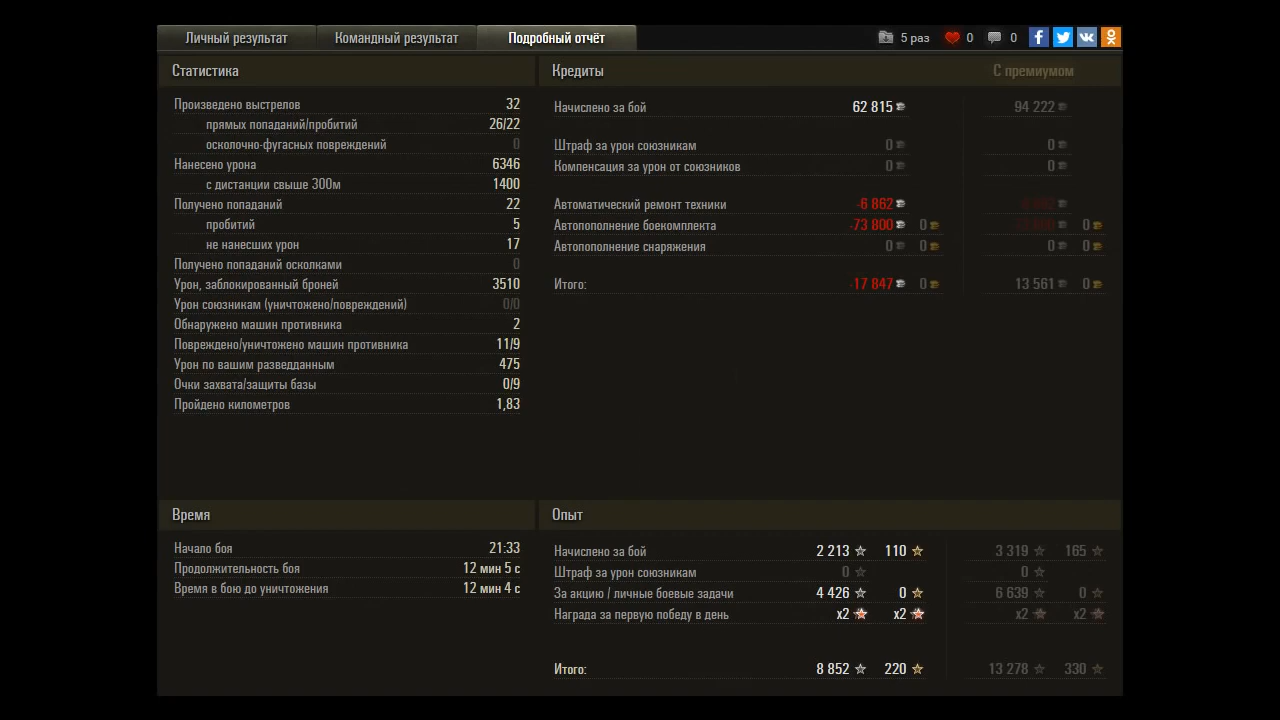 Личный результат Командный результат Подробный отчёт 5 раз 0 0
Статистика
Произведено выстрелов 32
прямых попаданий/пробитий 26/22
осколочно-фугасных повреждений 0
Нанесено урона 6346
с дистанции свыше 300м 1400
Получено попаданий 22
пробитий 5
не нанесших урон 17
Получено попаданий осколками 0
Урон, заблокированный броней 3510
Урон союзникам (уничтожено/повреждений) 0/0
Обнаружено машин противника 2
Повреждено/уничтожено машин противника 11/9
Урон по вашим разведданным 475
Очки захвата/защиты базы 0/9
Пройдено километров 1,83
Кредиты С премиумом
Начислено за бой 62 815 94 222
Штраф за урон союзникам 0 0
Компенсация за урон от союзников 0 0
Автоматический ремонт техники -6 862
Автопополнение боекомплекта -73 800 0 0
Автопополнение снаряжения 0 0 0 0
Итого: -17 847 0 13 561 0
Время
Начало боя 21:33
Продолжительность боя 12 мин 5 с
Время в бою до уничтожения 12 мин 4 с
Опыт
Начислено за бой 2 213 110 3 319 165
Штраф за урон союзникам 0 0
За акцию / личные боевые задачи 4 426 0 6 639 0
Награда за первую победу в день x2 x2 x2 x2
Итого: 8 852 220 13 278 330